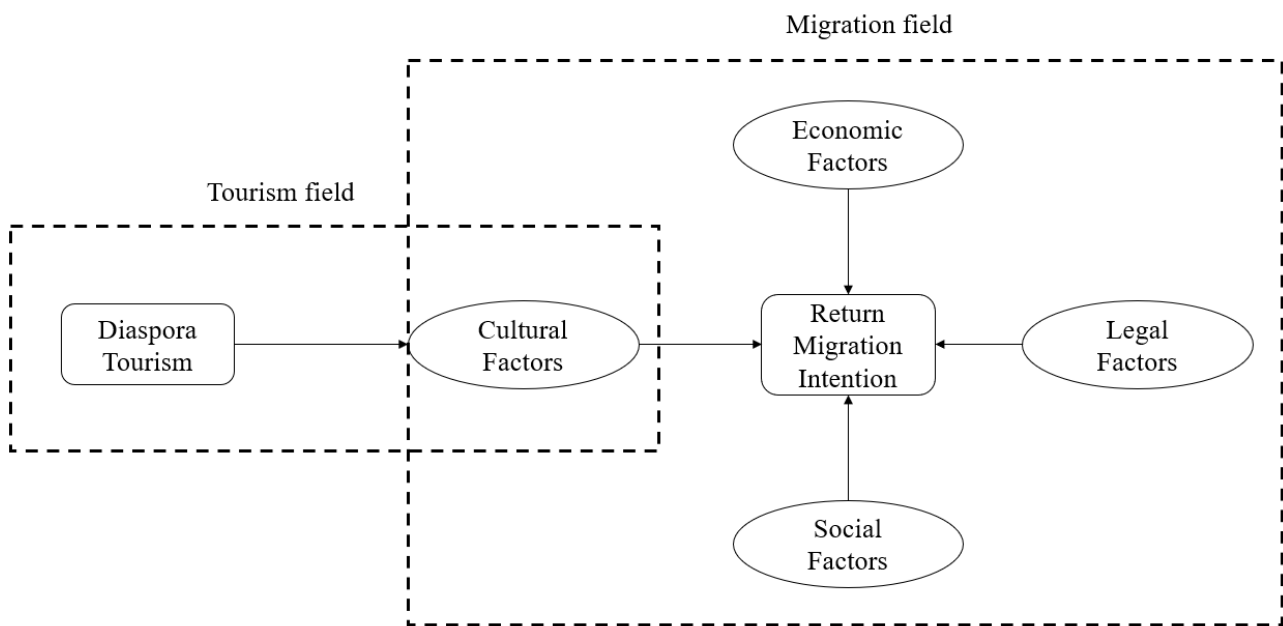 Migration field
Economic
Factors
Tourism field
Diaspora
Tourism
Cultural
Factors
Return
Migration
Intention
Legal
Factors
Social
Factors